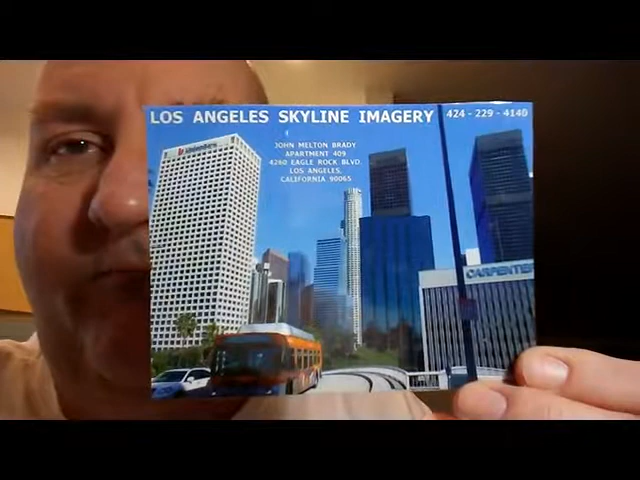 LOS ANGELES SKYLINE IMAGERY 424 - 229 - 4140
JOHN MELTON BRADY
APARTMENT 409
4260 EAGLE ROCK BLVD.
LOS ANGELES,
CALIFORNIA 90065
CARPENTER